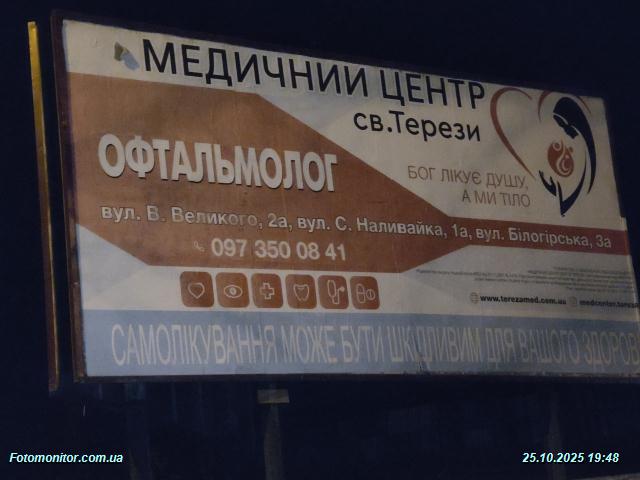 МЕДИЧНИЙ ЦЕНТР
св.Терези
ОФТАЛЬМОЛОГ
БОГ ЛІКУЄ ДУШУ,
А МИ ТІЛО
вул. В. Великого, 2а, вул. С. Наливайка, 1а, вул. Білогірська, 3а
097 350 08 41
www.terezamed.com.ua
САМОЛІКУВАННЯ МОЖЕ БУТИ ШКІДЛИВИМ ДЛЯ ВАШОГО
Fotomonitor.com.ua
25.10.2025 19:48